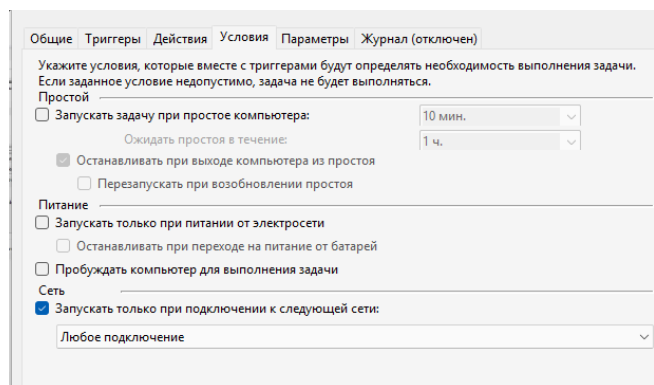 Общие Триггеры Действия Условия Параметры Журнал (отключен)
Укажите условия, которые вместе с триггерами будут определять необходимость выполнения задачи.
Если заданное условие недопустимо, задача не будет выполняться.
Простой
Запускать задачу при простое компьютера: 10 мин.
Ожидать простоя в течение: 1 ч.
Останавливать при выходе компьютера из простоя
Перезапускать при возобновлении простоя
Питание
Запускать только при питании от электросети
Останавливать при переходе на питание от батарей
Пробуждать компьютер для выполнения задачи
Сеть
Запускать только при подключении к следующей сети:
Любое подключение